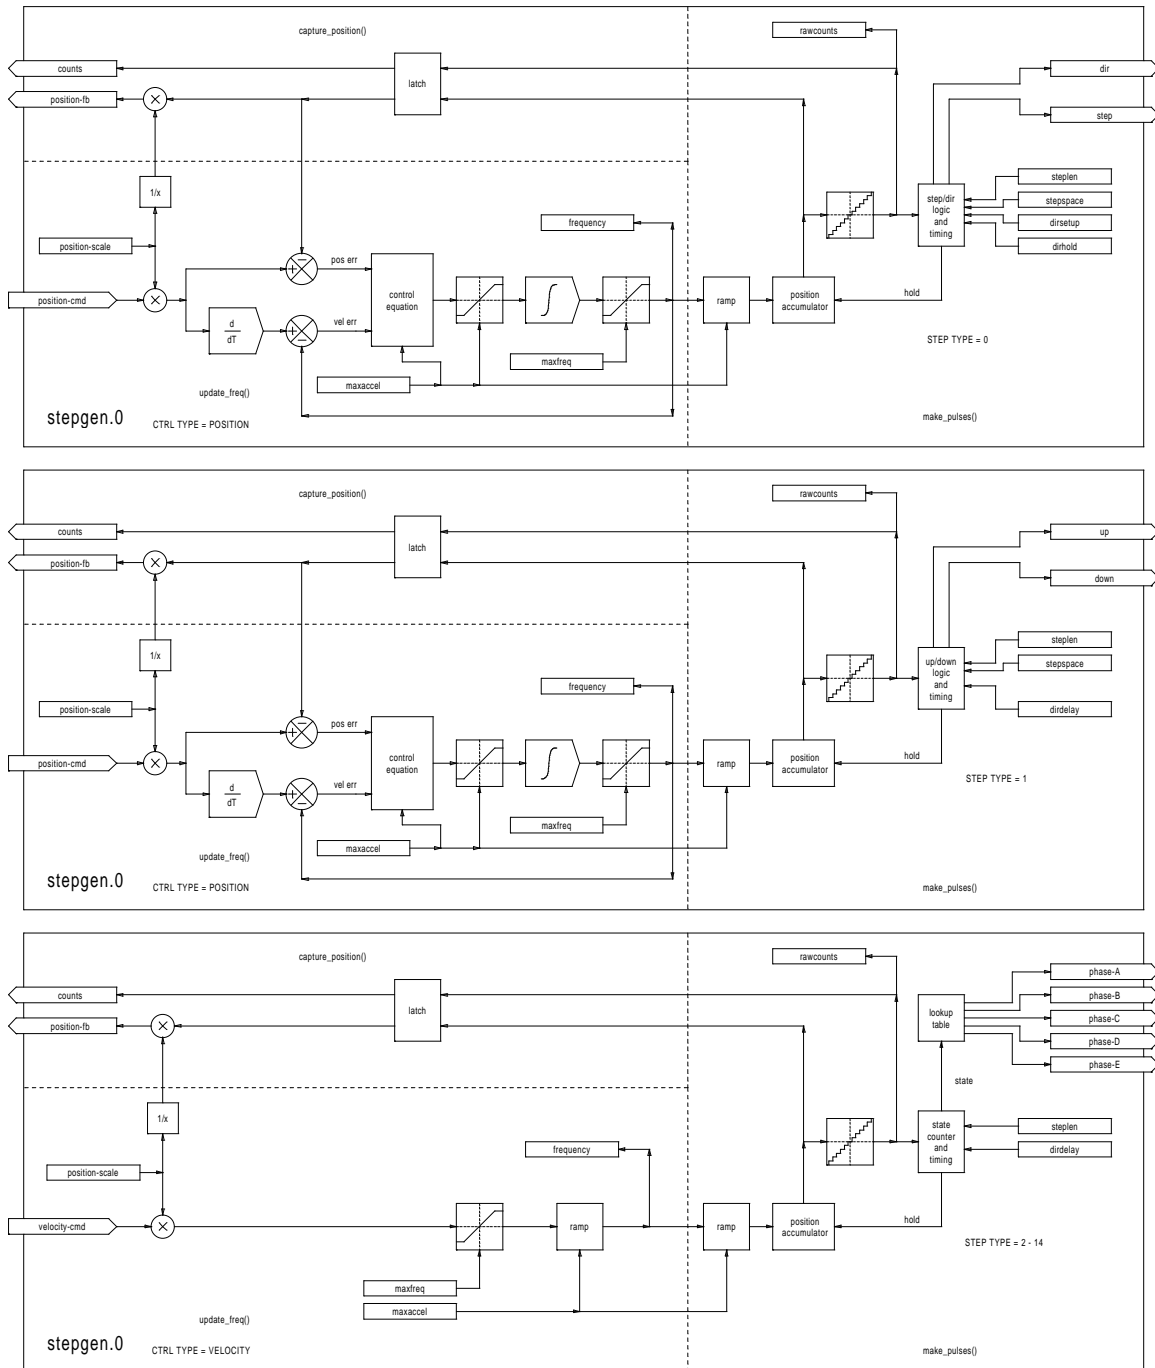 capture_position()
rawcounts
counts
latch
dir
position-fb
step
1/x
step/dir
logic
and
timing
steplen
stepspace
dirsetup
dirhold
frequency
position-scale
pos err
position-cmd
control
equation
ramp
position
accumulator
hold
d
dT
vel err
STEP TYPE = 0
maxfreq
maxaccel
update_freq()
stepgen.0
CTRL TYPE = POSITION
make_pulses()
capture_position()
rawcounts
counts
latch
up
position-fb
down
1/x
up/down
logic
and
timing
steplen
stepspace
dirdelay
frequency
position-scale
pos err
position-cmd
control
equation
ramp
position
accumulator
hold
d
dT
vel err
STEP TYPE = 1
maxfreq
maxaccel
update_freq()
stepgen.0
CTRL TYPE = POSITION
make_pulses()
capture_position()
rawcounts
counts
latch
position-fb
lookup
table
phase-A
phase-B
phase-C
phase-D
phase-E
state
1/x
state
counter
and
timing
steplen
dirdelay
frequency
position-scale
velocity-cmd
ramp
ramp
position
accumulator
hold
STEP TYPE = 2 - 14
maxfreq
maxaccel
update_freq()
stepgen.0
CTRL TYPE = VELOCITY
make_pulses()